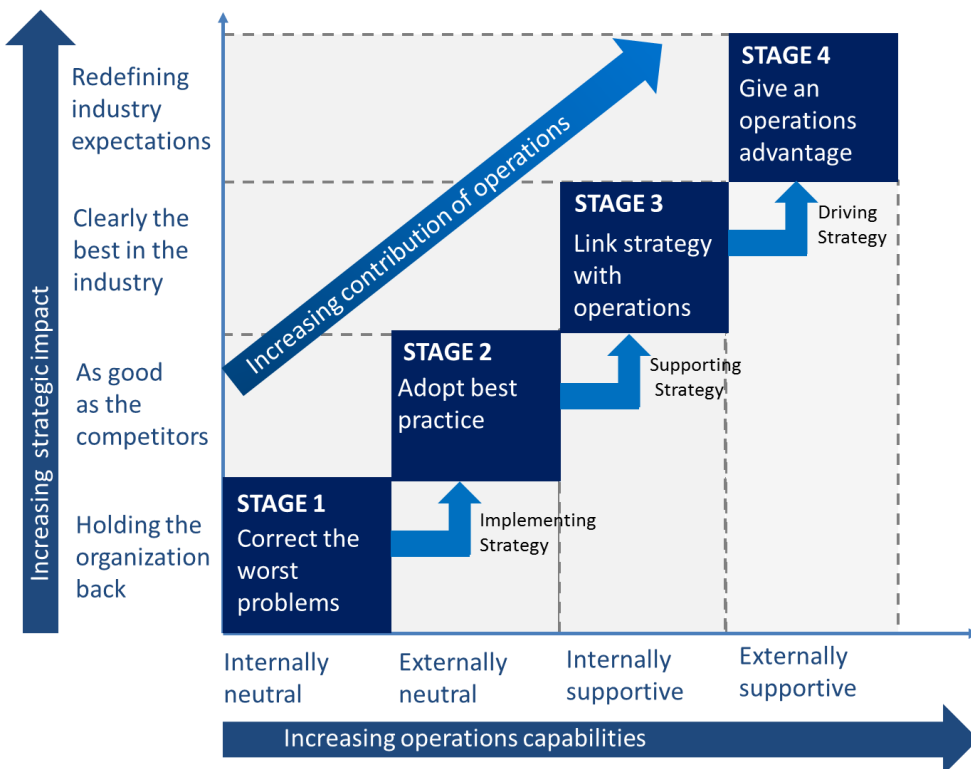 Increasing strategic impact
Redefining
industry
expectations
Clearly the
best in the
industry
As good
as the
competitors
Holding the
organization
back
Increasing contribution of operations
STAGE 4
Give an
operations
advantage
STAGE 3
Link strategy
with
operations
Driving
Strategy
STAGE 2
Adopt best
practice
Supporting
Strategy
STAGE 1
Correct the
worst
problems
Implementing
Strategy
Internally
neutral
Externally
neutral
Internally
supportive
Externally
supportive
Increasing operations capabilities